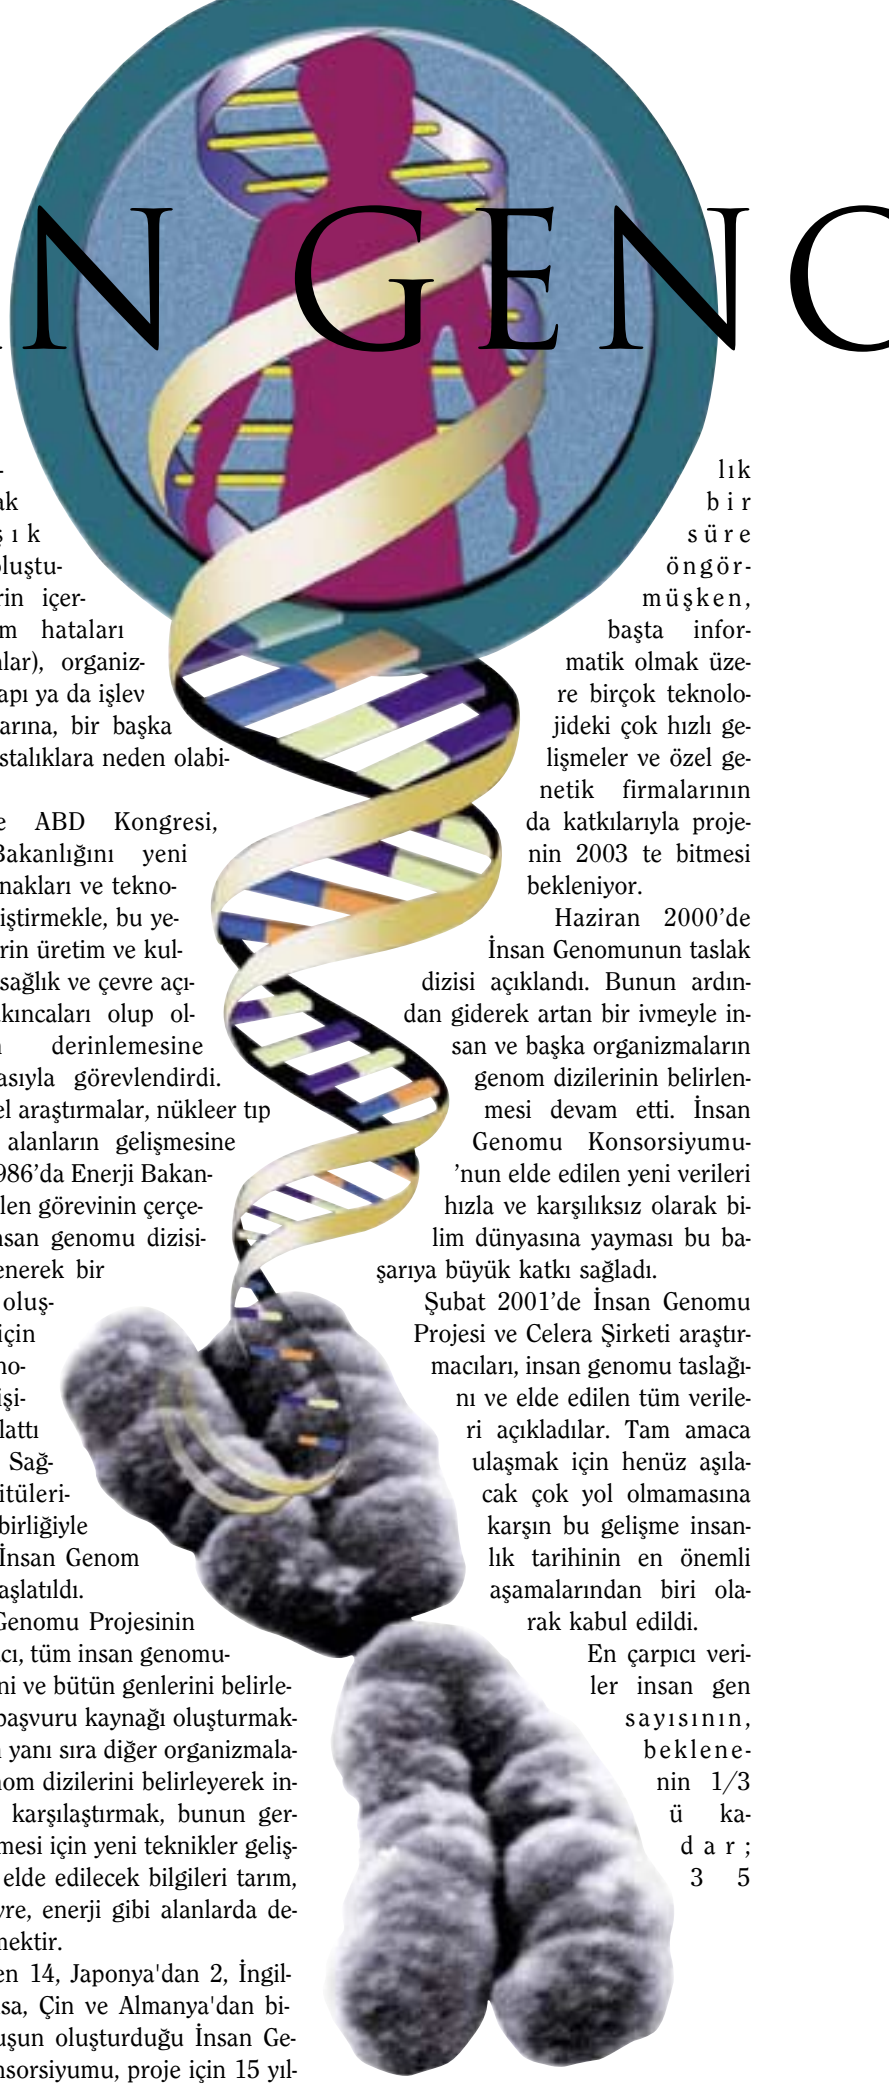 N GENO
-
ak
ş ı k
oluştu-
rin içer-
m hataları
nlar), organiz-
apı ya da işlev
arına, bir başka
stalıklara neden olabi-
e ABD Kongresi,
Bakanlığını yeni
nakları ve tekno-
iştirmekle, bu ye-
rin üretim ve kul-
sağlık ve çevre açı-
akıncaları olup ol-
derinlemesine
asıyla görevlendirdi.
el araştırmalar, nükleer tıp
alanların gelişmesine
986’da Enerji Bakan-
len görevinin çerçe-
nsan genomu dizisi-
enerek bir
oluş-
için
no-
işi-
lattı
Sağ-
itüleri-
birliğiyle
İnsan Genom
aşlatıldı.
Genomu Projesinin
cı, tüm insan genomu-
ni ve bütün genlerini belirle-
başvuru kaynağı oluşturmak-
n yanı sıra diğer organizmala-
nom dizilerini belirleyerek in-
karşılaştırmak, bunun ger-
mesi için yeni teknikler geliş-
elde edilecek bilgileri tarım,
vre, enerji gibi alanlarda de-
mektir.
en 14, Japonya'dan 2, İngil-
sa, Çin ve Almanya'dan bi-
uşun oluşturduğu İnsan Ge-
nsorsiyumu, proje için 15 yıl-
lık
b i r
süre
öngör-
müşken,
başta infor-
matik olmak üze-
re birçok teknolo-
jideki çok hızlı ge-
lişmeler ve özel ge-
netik firmalarının
da katkılarıyla proje-
nin 2003 te bitmesi
bekleniyor.
Haziran 2000’de
İnsan Genomunun taslak
dizisi açıklandı. Bunun ardın-
dan giderek artan bir ivmeyle in-
san ve başka organizmaların
genom dizilerinin belirlen-
mesi devam etti. İnsan
Genomu Konsorsiyumu-
’nun elde edilen yeni verileri
hızla ve karşılıksız olarak bi-
lim dünyasına yayması bu ba-
şarıya büyük katkı sağladı.
Şubat 2001’de İnsan Genomu
Projesi ve Celera Şirketi araştır-
macıları, insan genomu taslağı-
nı ve elde edilen tüm verile-
ri açıkladılar. Tam amaca
ulaşmak için henüz aşıla-
cak çok yol olmamasına
karşın bu gelişme insan-
lık tarihinin en önemli
aşamalarından biri ola-
rak kabul edildi.
En çarpıcı veri-
ler insan gen
sayısının,
beklene-
nin 1/3
ü ka-
d a r ;
3 5